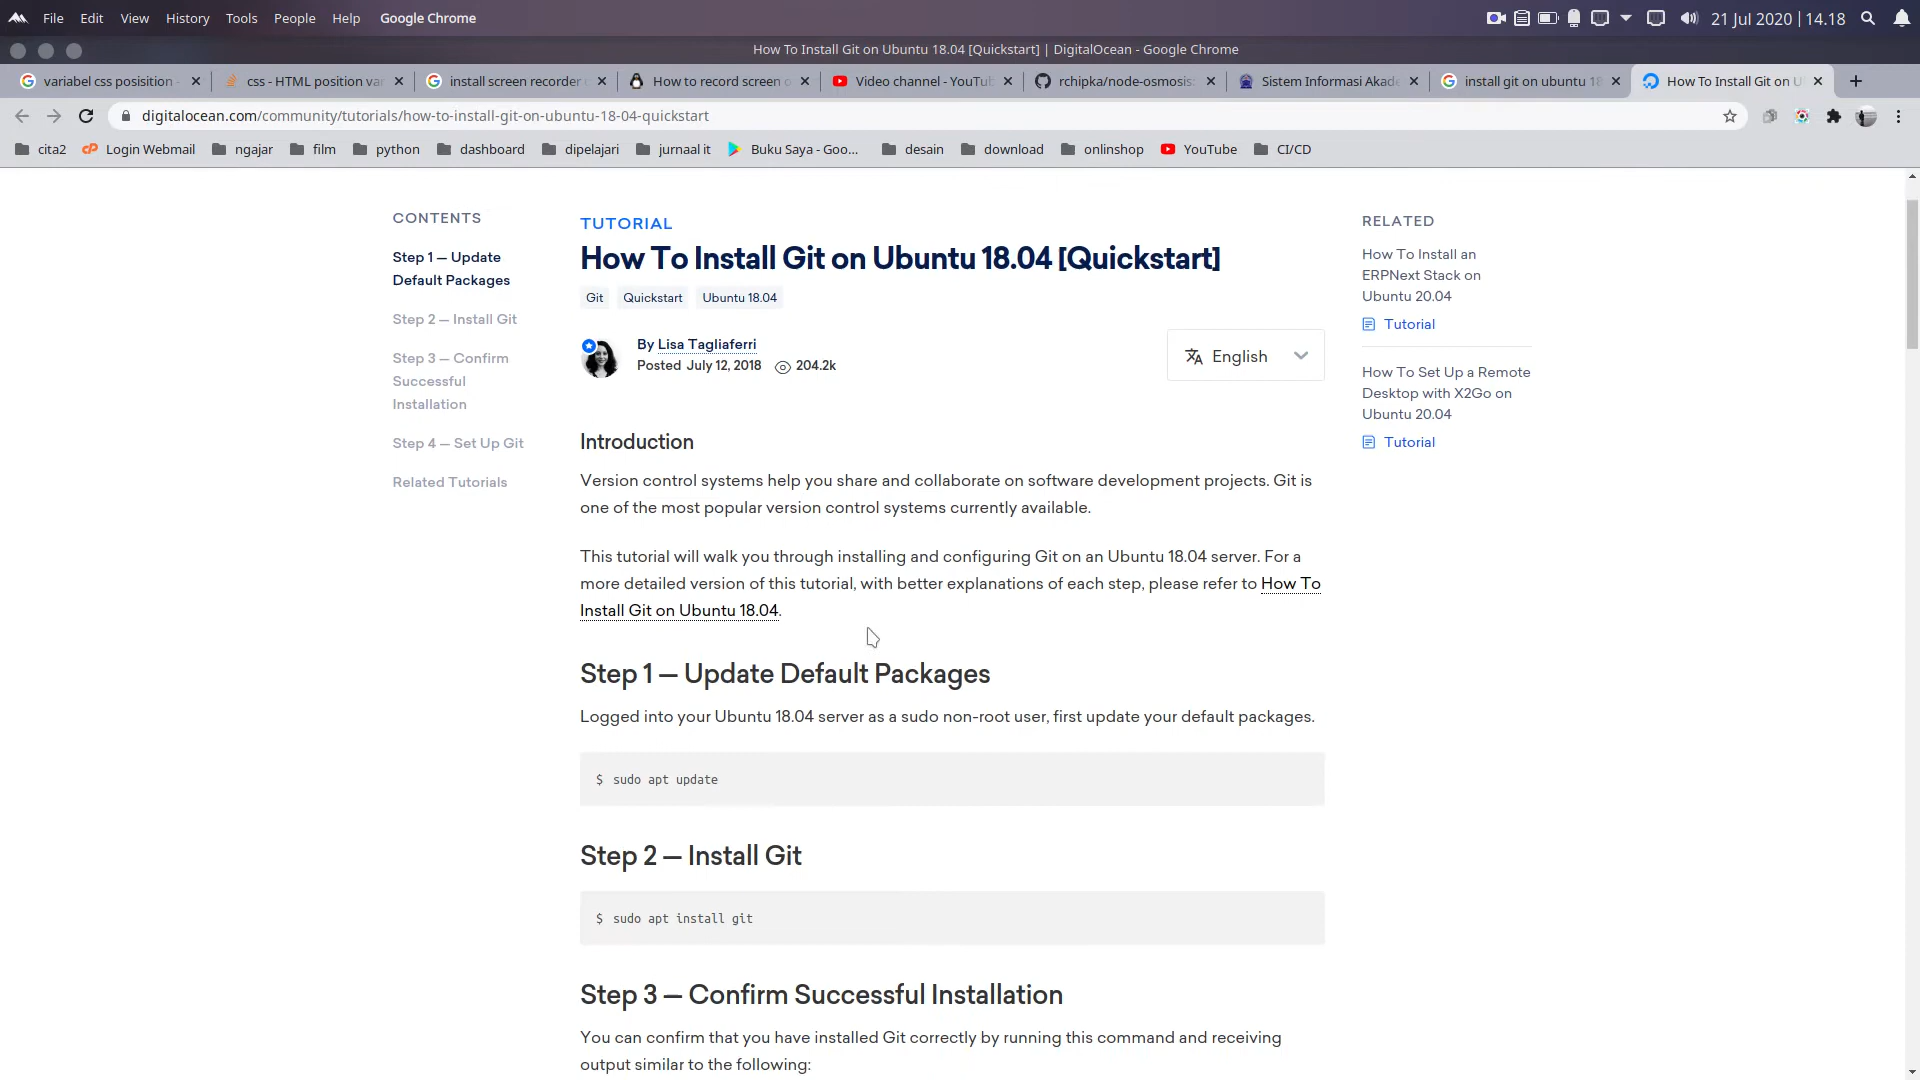 File Edit View History Tools People Help Google Chrome
21 Jul 2020 | 14.18
How To Install Git on Ubuntu 18.04 [Quickstart] | DigitalOcean - Google Chrome
variabel css posisition - css - HTML position var install screen recorder How to record screen o Video channel - YouTub rchipka/node-osmosis: Sistem Informasi Akade install git on ubuntu 18 How To Install Git on U
digitalocean.com/community/tutorials/how-to-install-git-on-ubuntu-18-04-quickstart
cita2 Login Webmail ngajar film python dashboard dipelajari jurnaal it Buku Saya - Goo... desain download onlinshop YouTube CI/CD
CONTENTS
Step 1 — Update
Default Packages
Step 2 — Install Git
Step 3 — Confirm
Successful
Installation
Step 4 — Set Up Git
Related Tutorials
TUTORIAL
How To Install Git on Ubuntu 18.04 [Quickstart]
Git Quickstart Ubuntu 18.04
By Lisa Tagliaferri
Posted July 12, 2018 204.2k
English
Introduction
Version control systems help you share and collaborate on software development projects. Git is
one of the most popular version control systems currently available.
This tutorial will walk you through installing and configuring Git on an Ubuntu 18.04 server. For a
more detailed version of this tutorial, with better explanations of each step, please refer to How To
Install Git on Ubuntu 18.04.
Step 1 — Update Default Packages
Logged into your Ubuntu 18.04 server as a sudo non-root user, first update your default packages.
$ sudo apt update
Step 2 — Install Git
$ sudo apt install git
Step 3 — Confirm Successful Installation
You can confirm that you have installed Git correctly by running this command and receiving
output similar to the following:
RELATED
How To Install an
ERPNext Stack on
Ubuntu 20.04
Tutorial
How To Set Up a Remote
Desktop with X2Go on
Ubuntu 20.04
Tutorial